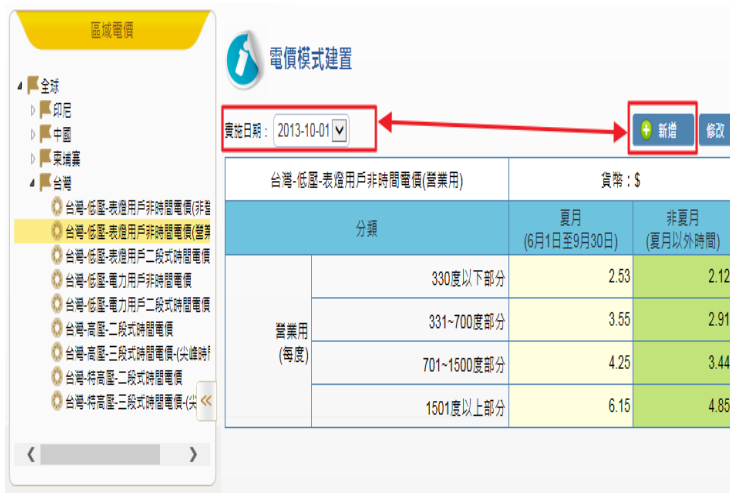 區域電價
全球
印尼
中國
柬埔寨
台灣
台灣-低壓-表燈用戶非時間電價(非營
台灣-低壓-表燈用戶非時間電價(營業
台灣-低壓-表燈用戶二段式時間電價
台灣-低壓-電力用戶非時間電價
台灣-低壓-電力用戶二段式時間電價
台灣-高壓-二段式時間電價
台灣-高壓-三段式時間電價-(尖峰時
台灣-特高壓-二段式時間電價
台灣-特高壓-三段式時間電價-(尖
電價模式建置
實施日期： 2013-10-01
新增 修改
台灣-低壓-表燈用戶非時間電價(營業用) 貨幣：$
分類 夏月 非夏月
(6月1日至9月30日) (夏月以外時間)
營業用
(每度)
330度以下部分 2.53 2.12
331~700度部分 3.55 2.91
701~1500度部分 4.25 3.44
1501度以上部分 6.15 4.85